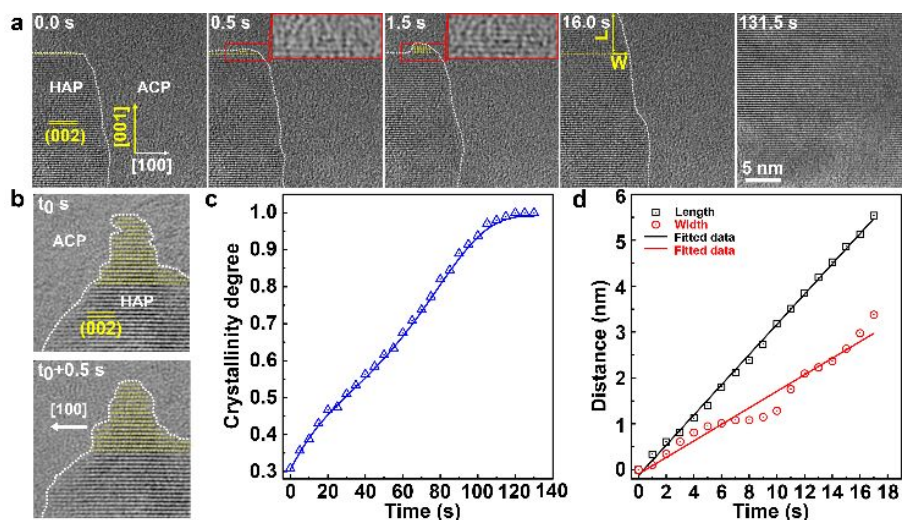 a
0.0 s
HAP
ACP
(002)
[001]
[100]
0.5 s
1.5 s
16.0 s
L
W
131.5 s
5 nm
b
t0 s
ACP
HAP
(002)
t0+0.5 s
[100]
c
Crystallinity degree
1.0
0.9
0.8
0.7
0.6
0.5
0.4
0.3
0 20 40 60 80 100 120 140
Time (s)
d
Distance (nm)
6
5
4
3
2
1
0
Length
Width
Fitted data
Fitted data
0 2 4 6 8 10 12 14 16 18
Time (s)